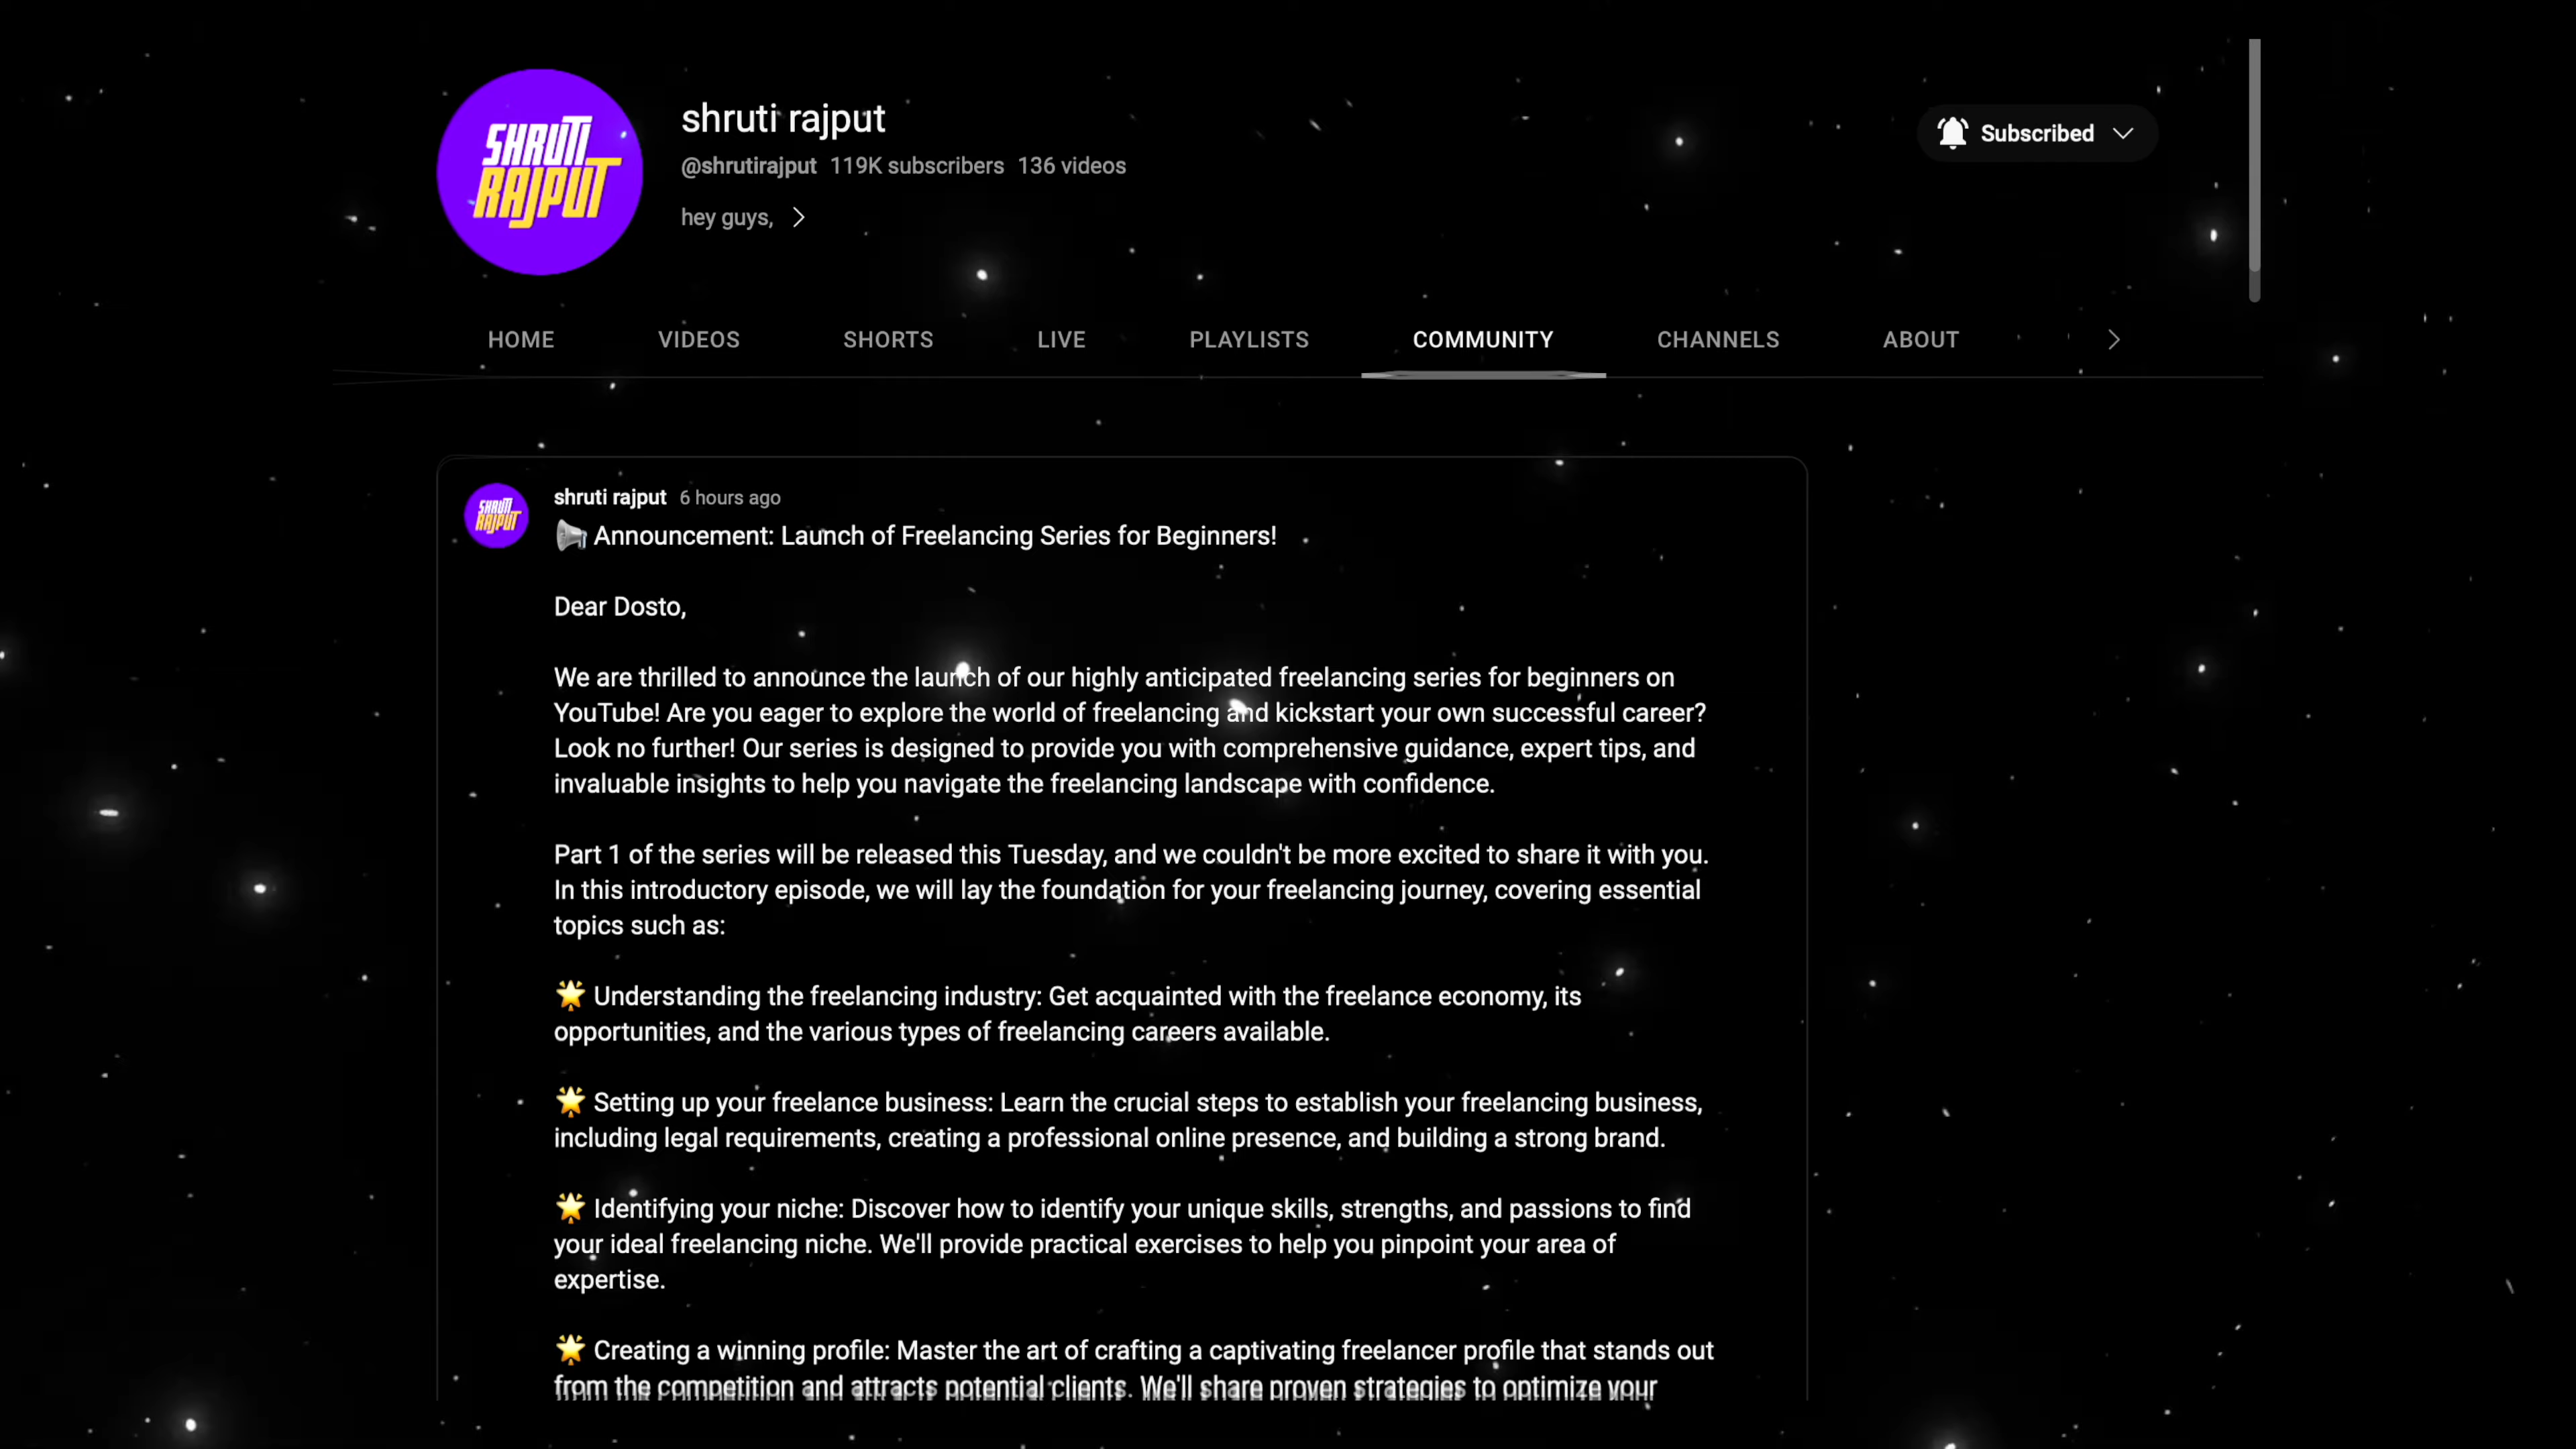 SHRUTI
RAJPUT
shruti rajput
@shrutirajput 119K subscribers 136 videos
hey guys,
Subscribed
HOME VIDEOS SHORTS LIVE PLAYLISTS COMMUNITY CHANNELS ABOUT
SHRUTI
RAJPUT
shruti rajput 6 hours ago
📢 Announcement: Launch of Freelancing Series for Beginners!
Dear Dosto,
We are thrilled to announce the launch of our highly anticipated freelancing series for beginners on
YouTube! Are you eager to explore the world of freelancing and kickstart your own successful career?
Look no further! Our series is designed to provide you with comprehensive guidance, expert tips, and
invaluable insights to help you navigate the freelancing landscape with confidence.
Part 1 of the series will be released this Tuesday, and we couldn't be more excited to share it with you.
In this introductory episode, we will lay the foundation for your freelancing journey, covering essential
topics such as:
🌟 Understanding the freelancing industry: Get acquainted with the freelance economy, its
opportunities, and the various types of freelancing careers available.
🌟 Setting up your freelance business: Learn the crucial steps to establish your freelancing business,
including legal requirements, creating a professional online presence, and building a strong brand.
🌟 Identifying your niche: Discover how to identify your unique skills, strengths, and passions to find
your ideal freelancing niche. We'll provide practical exercises to help you pinpoint your area of
expertise.
🌟 Creating a winning profile: Master the art of crafting a captivating freelancer profile that stands out
from the competition and attracts potential clients. We'll share proven strategies to optimize your